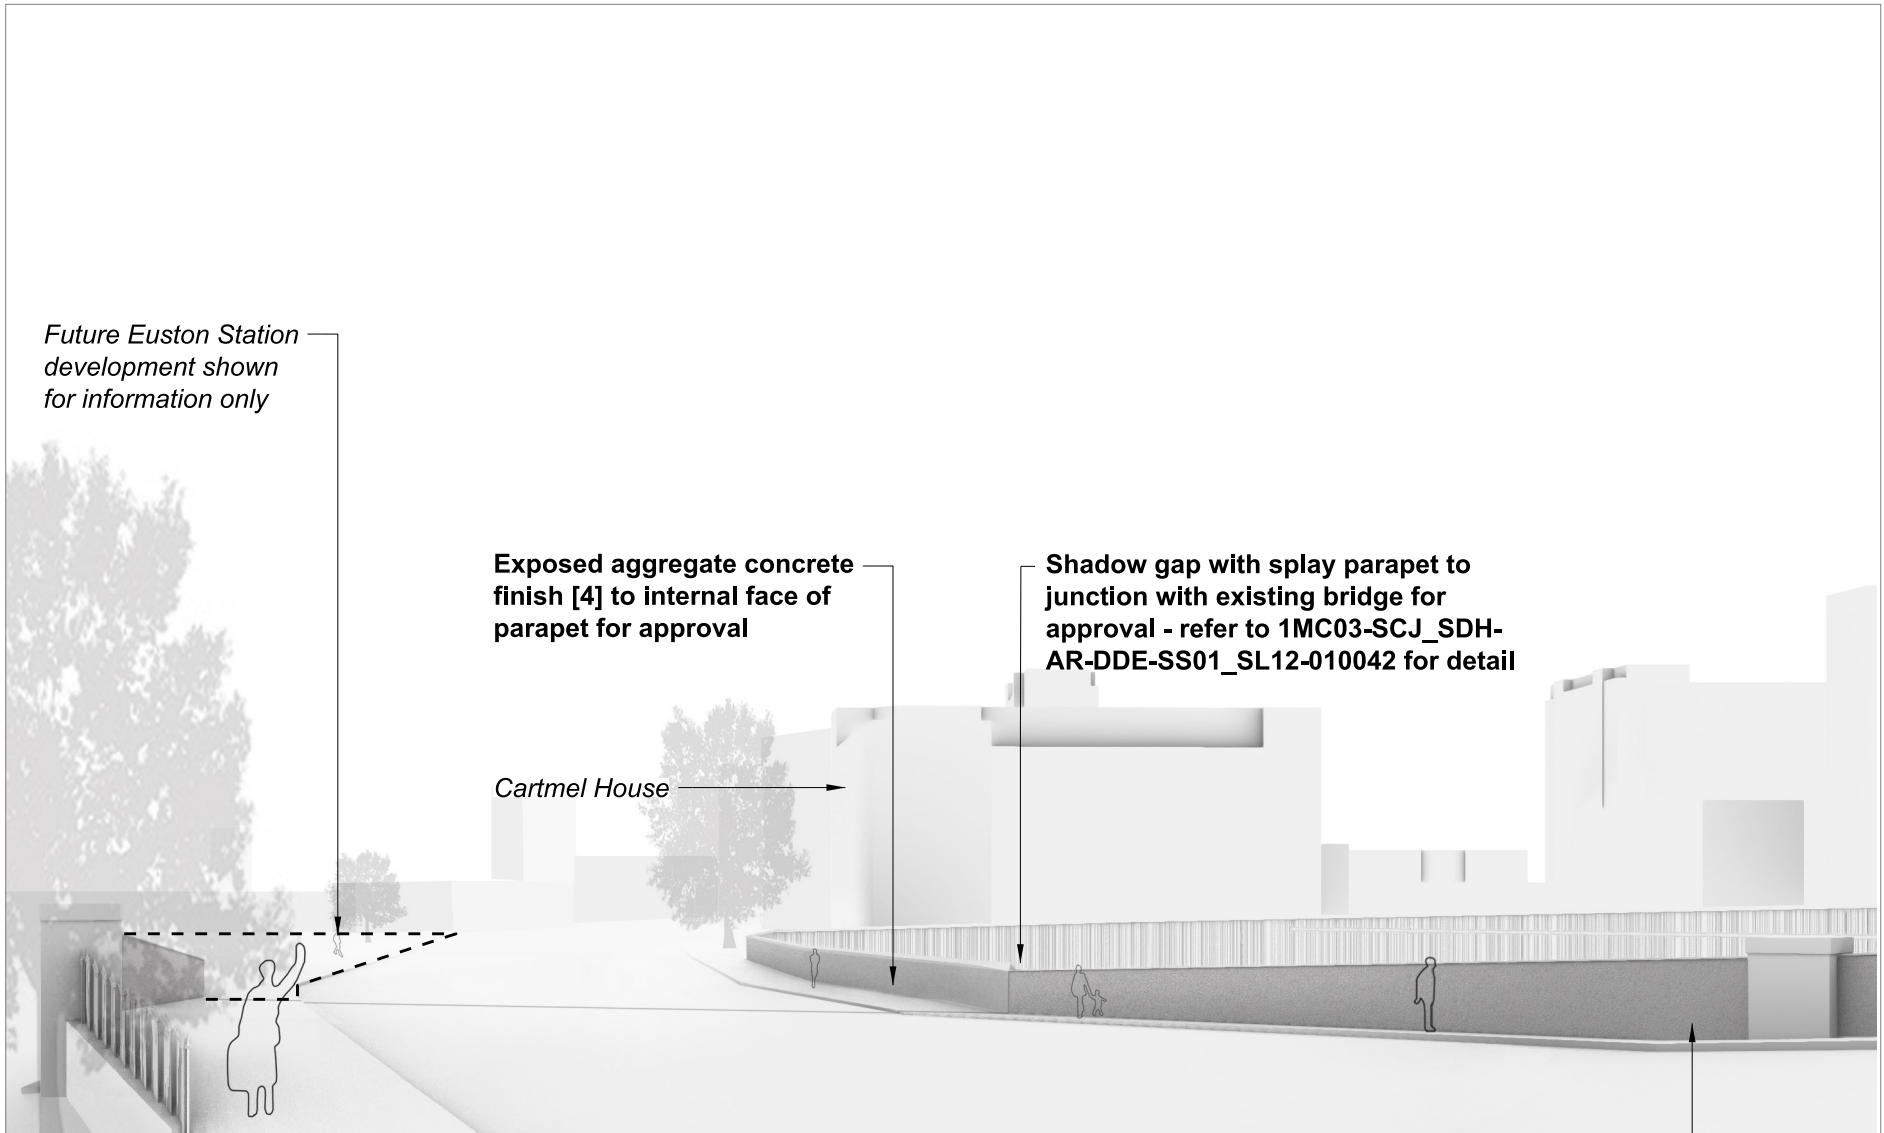 Future Euston Station
development shown
for information only
Exposed aggregate concrete
finish [4] to internal face of
parapet for approval
Shadow gap with splay parapet to
junction with existing bridge for
approval - refer to 1MC03-SCJ_SDH-
AR-DDE-SS01_SL12-010042 for detail
Cartmel House